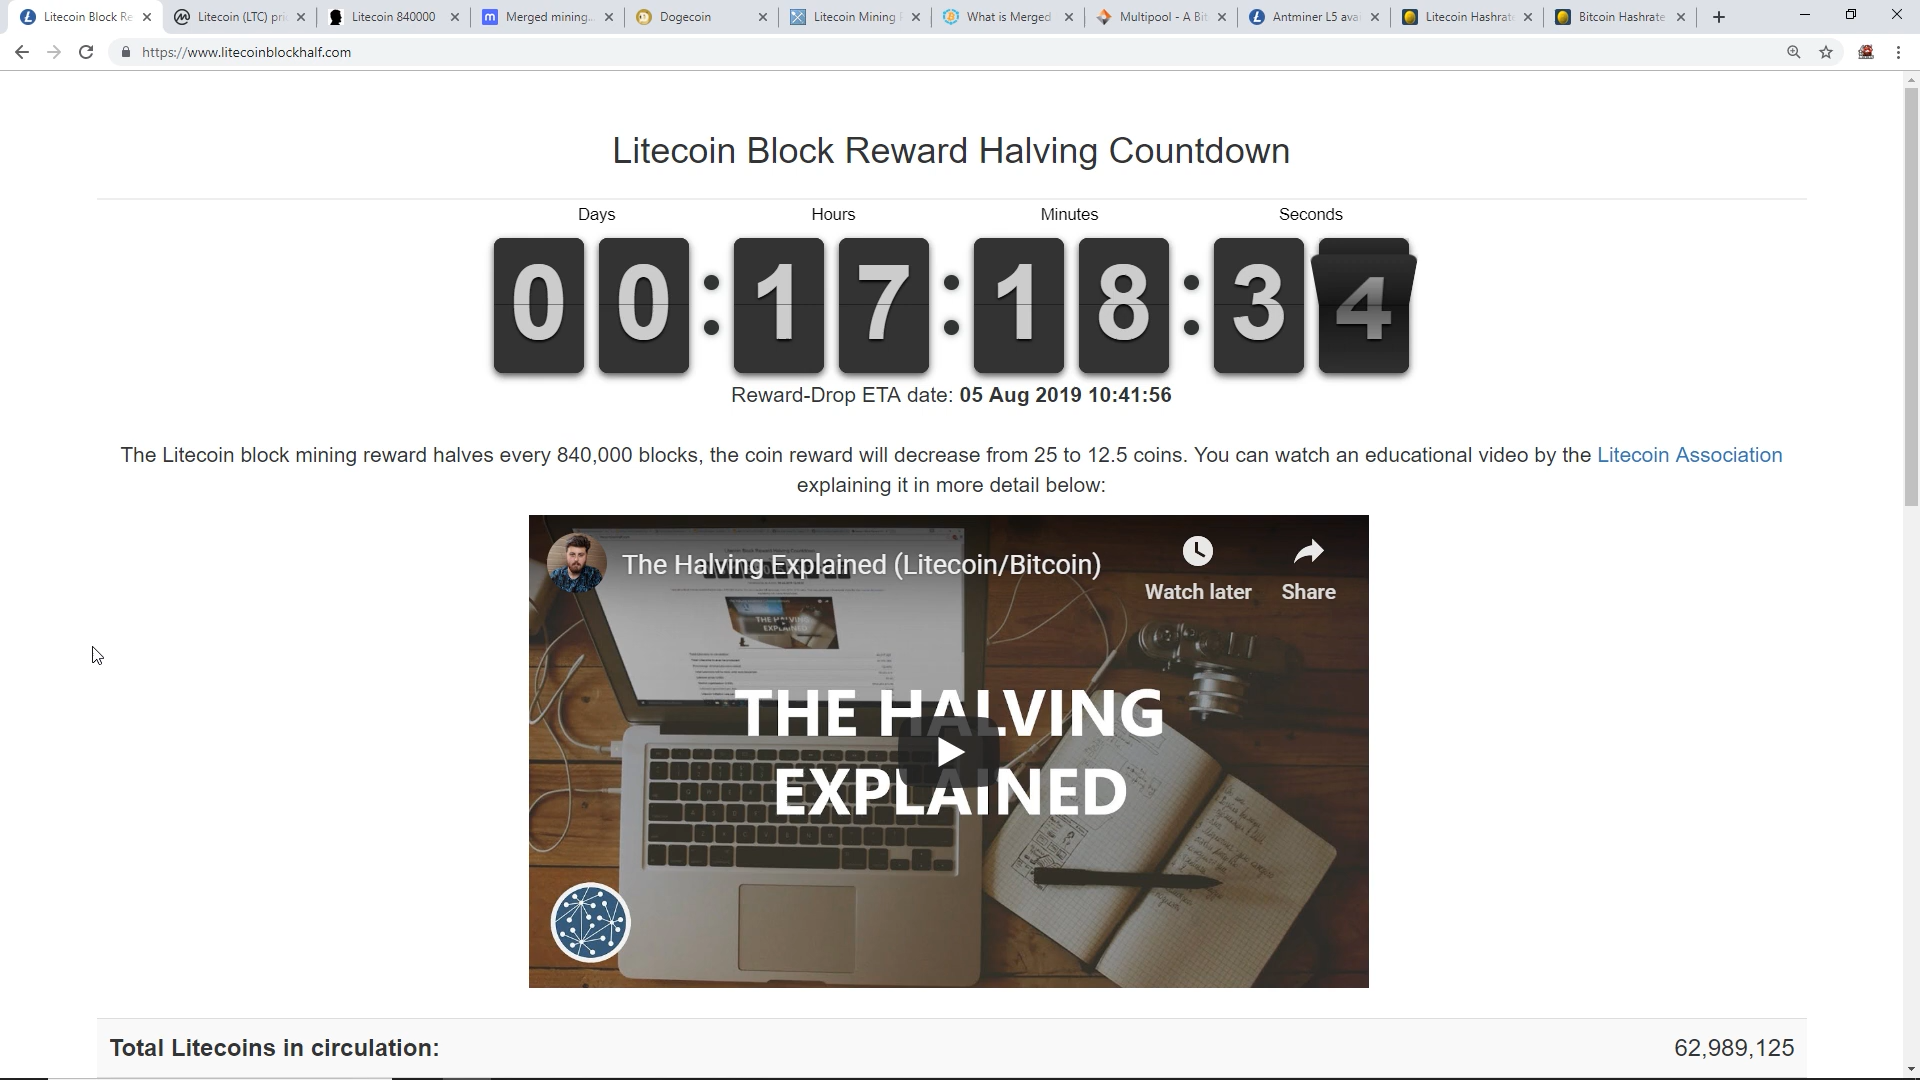 Litecoin Block Re
Litecoin (LTC) pri
Litecoin 840000
Merged mining
Dogecoin
Litecoin Mining
What is Merged
Multipool - A Bit
Antminer L5 ava
Litecoin Hashrat
Bitcoin Hashrate
https://www.litecoinblockhalf.com
Litecoin Block Reward Halving Countdown
Days Hours Minutes Seconds
00:17:18:34
Reward-Drop ETA date: 05 Aug 2019 10:41:56
The Litecoin block mining reward halves every 840,000 blocks, the coin reward will decrease from 25 to 12.5 coins. You can watch an educational video by the Litecoin Association
explaining it in more detail below:
The Halving Explained (Litecoin/Bitcoin)
Watch later
Share
THE HALVING
EXPLAINED
Total Litecoins in circulation: 62,989,125